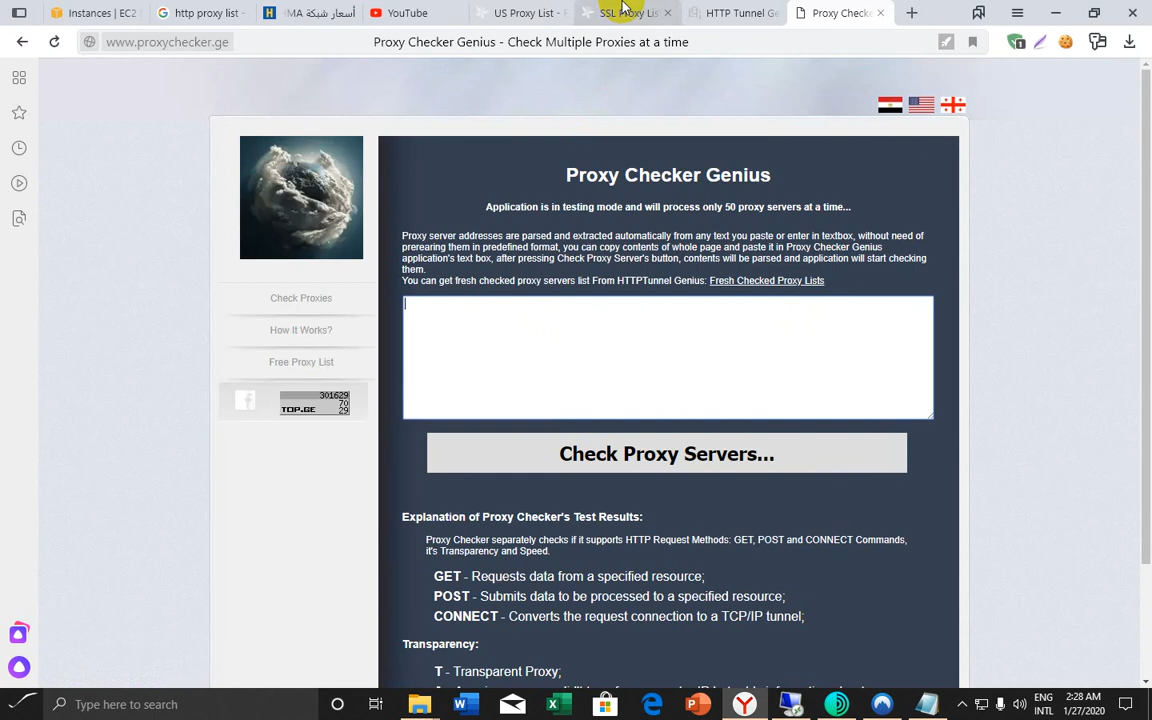 Instances | EC2
http proxy list -
أسعار شبكة HMA
YouTube
US Proxy List - F
SSL Proxy List
HTTP Tunnel Ge
Proxy Checke
www.proxychecker.ge
Proxy Checker Genius - Check Multiple Proxies at a time
1
Proxy Checker Genius
Application is in testing mode and will process only 50 proxy servers at a time...
Proxy server addresses are parsed and extracted automatically from any text you paste or enter in textbox, without need of
prerearing them in predefined format, you can copy contents of whole page and paste it in Proxy Checker Genius
application's text box, after pressing Check Proxy Server's button, contents will be parsed and application will start checking
them.
You can get fresh checked proxy servers list From HTTPTunnel Genius: Fresh Checked Proxy Lists
Check Proxies
How It Works?
Free Proxy List
301629
70
TOP.GE 29
Check Proxy Servers...
Explanation of Proxy Checker's Test Results:
Proxy Checker separately checks if it supports HTTP Request Methods: GET, POST and CONNECT Commands,
it's Transparency and Speed.
GET - Requests data from a specified resource;
POST - Submits data to be processed to a specified resource;
CONNECT - Converts the request connection to a TCP/IP tunnel;
Transparency:
T - Transparent Proxy;
Type here to search
ENG
INTL
2:28 AM
1/27/2020